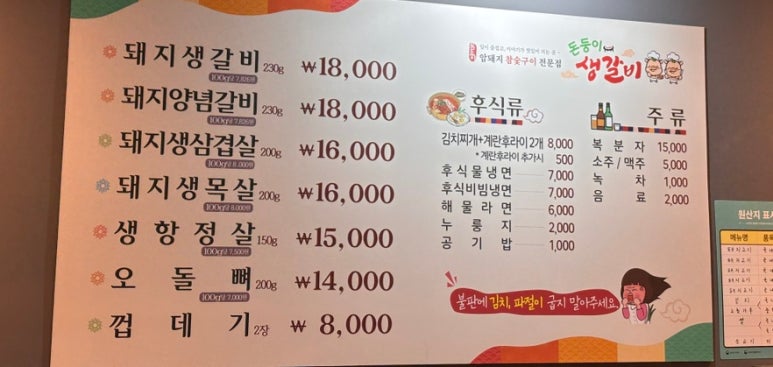 돼지생갈비 230g ₩18,000
100g당 7,826원
돼지양념갈비 230g ₩18,000
100g당 7,826원
돼지생삼겹살 200g ₩16,000
100g당 8,000원
돼지생목살 200g ₩16,000
100g당 8,000원
생항정살 150g ₩15,000
오돌뼈 200g ₩14,000
100g당 7,000원
껍데기 2장 ₩8,000
암돼지 참숯구이 전문점
돈둥이
생갈비
후식류
김치찌개+계란후라이2개 8,000
*계란후라이 추가시 500
후식물냉면 7,000
후식비빔냉면 7,000
해물라면 6,000
누룽지 2,000
공기밥 1,000
주류
복분자 15,000
소주/맥주 5,000
녹차 1,000
음료 2,000
불판에 김치, 파절이 굽지 말아주세요.
원산지 표시
메뉴명